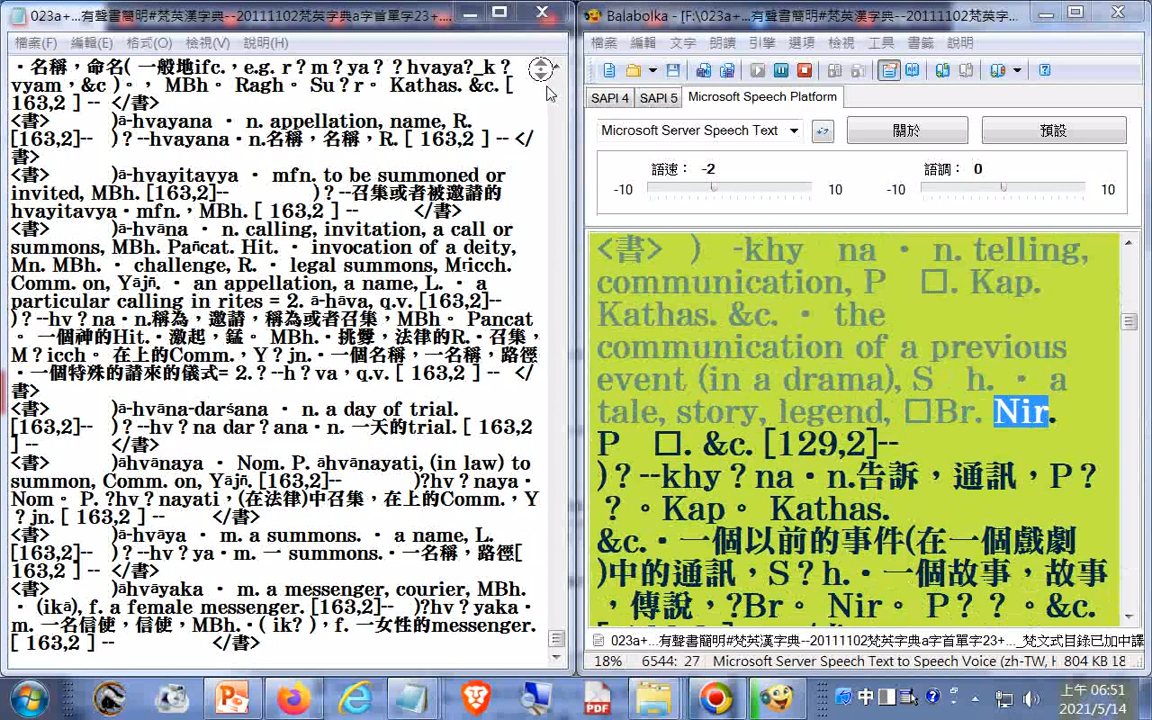 023a+...有聲書簡明#梵英漢字典--20111102梵英字典a字首單字23+...
檔案(F) 編輯(E) 格式(O) 檢視(V) 說明(H)
‧名稱,命名( 一般地ifc.,e.g. r?m?ya??hvaya?_k?
vyam,&c )。, MBh。 Ragh。 Su?r。 Kathas. &c. [
163,2 ] -- </書>
<書> )ā-hvayana ‧ n. appellation, name, R.
[163,2]-- )?--hvayana‧n.名稱,名稱,R. [ 163,2 ] -- </
書>
<書> )ā-hvayitavya ‧ mfn. to be summoned or
invited, MBh. [163,2]-- )?--召集或者被邀請的
hvayitavya‧mfn.,MBh. [ 163,2 ] -- </書>
<書> )ā-hvāna ‧ n. calling, invitation, a call or
summons, MBh. Pañcat. Hit. ‧ invocation of a deity,
Mn. MBh. ‧ challenge, R. ‧ legal summons, Mṛicch.
Comm. on, Yājñ. ‧ an appellation, a name, L. ‧ a
particular calling in rites = 2. ā-hāva, q.v. [163,2]--
)?--hv?na‧n.稱為,邀請,稱為或者召集,MBh。 Pancat
。一個神的Hit.‧激起,錳。 MBh.‧挑釁,法律的R.‧召集,
M?icch。 在上的Comm.,Y?jn.‧一個名稱,一名稱,路徑
‧一個特殊的請來的儀式= 2.?--h?va,q.v. [ 163,2 ] -- </
書>
<書> )ā-hvāna-darśana ‧ n. a day of trial.
[163,2]-- )?--hv?na dar?ana‧n. 一天的trial. [ 163,2
] -- </書>
<書> )āhvānaya ‧ Nom. P. āhvānayati, (in law) to
summon, Comm. on, Yājñ. [163,2]-- )?hv?naya‧
Nom。 P. ?hv?nayati,(在法律)中召集,在上的Comm.,Y
?jn. [ 163,2 ] -- </書>
<書> )ā-hvāya ‧ m. a summons. ‧ a name, L.
[163,2]-- )?--hv?ya‧m. 一 summons.‧一名稱,路徑[
163,2 ] -- </書>
<書> )āhvāyaka ‧ m. a messenger, courier, MBh.
‧ (ikā), f. a female messenger. [163,2]-- )?hv?yaka‧
m. 一名信使,信使,MBh.‧( ik?),f. 一女性的messenger.
[ 163,2 ] -- </書>
Balabolka - [F:\023a+...有聲書簡明#梵英漢字典--20111102梵英字...
檔案 編輯 文字 朗讀 引擎 選項 檢視 工具 書籤 說明
SAPI 4 SAPI 5 Microsoft Speech Platform
Microsoft Server Speech Text 關於 預設
語速: -2 語調: 0
-10 10 -10 10
<書> ) -khy na ‧ n. telling,
communication, P □. Kap.
Kathas. &c. ‧ the
communication of a previous
event (in a drama), S h. ‧ a
tale, story, legend, □Br. Nir.
P □. &c. [129,2]--
)?--khy?na‧n.告訴,通訊,P?
?。Kap。 Kathas.
&c.‧一個以前的事件(在一個戲劇
)中的通訊,S?h.‧一個故事,故事
,傳說,?Br。 Nir。 P??。&c.
023a+...有聲書簡明#梵英漢字典--20111102梵英字典a字首單字23+..._梵文式目錄已加中譯
18% 6544: 27 Microsoft Server Speech Text to Speech Voice (zh-TW, H 804 KB 18
PDF
中
上午 06:51
2021/5/14